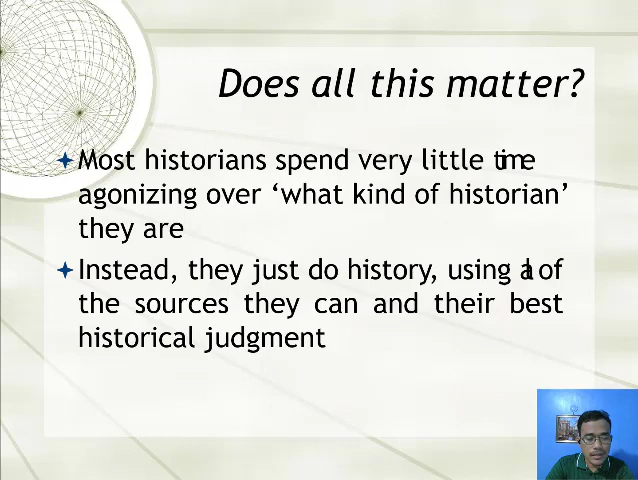 Does all this matter?
Most historians spend very little time
agonizing over ‘what kind of historian’
they are
Instead, they just do history, using all of
the sources they can and their best
historical judgment